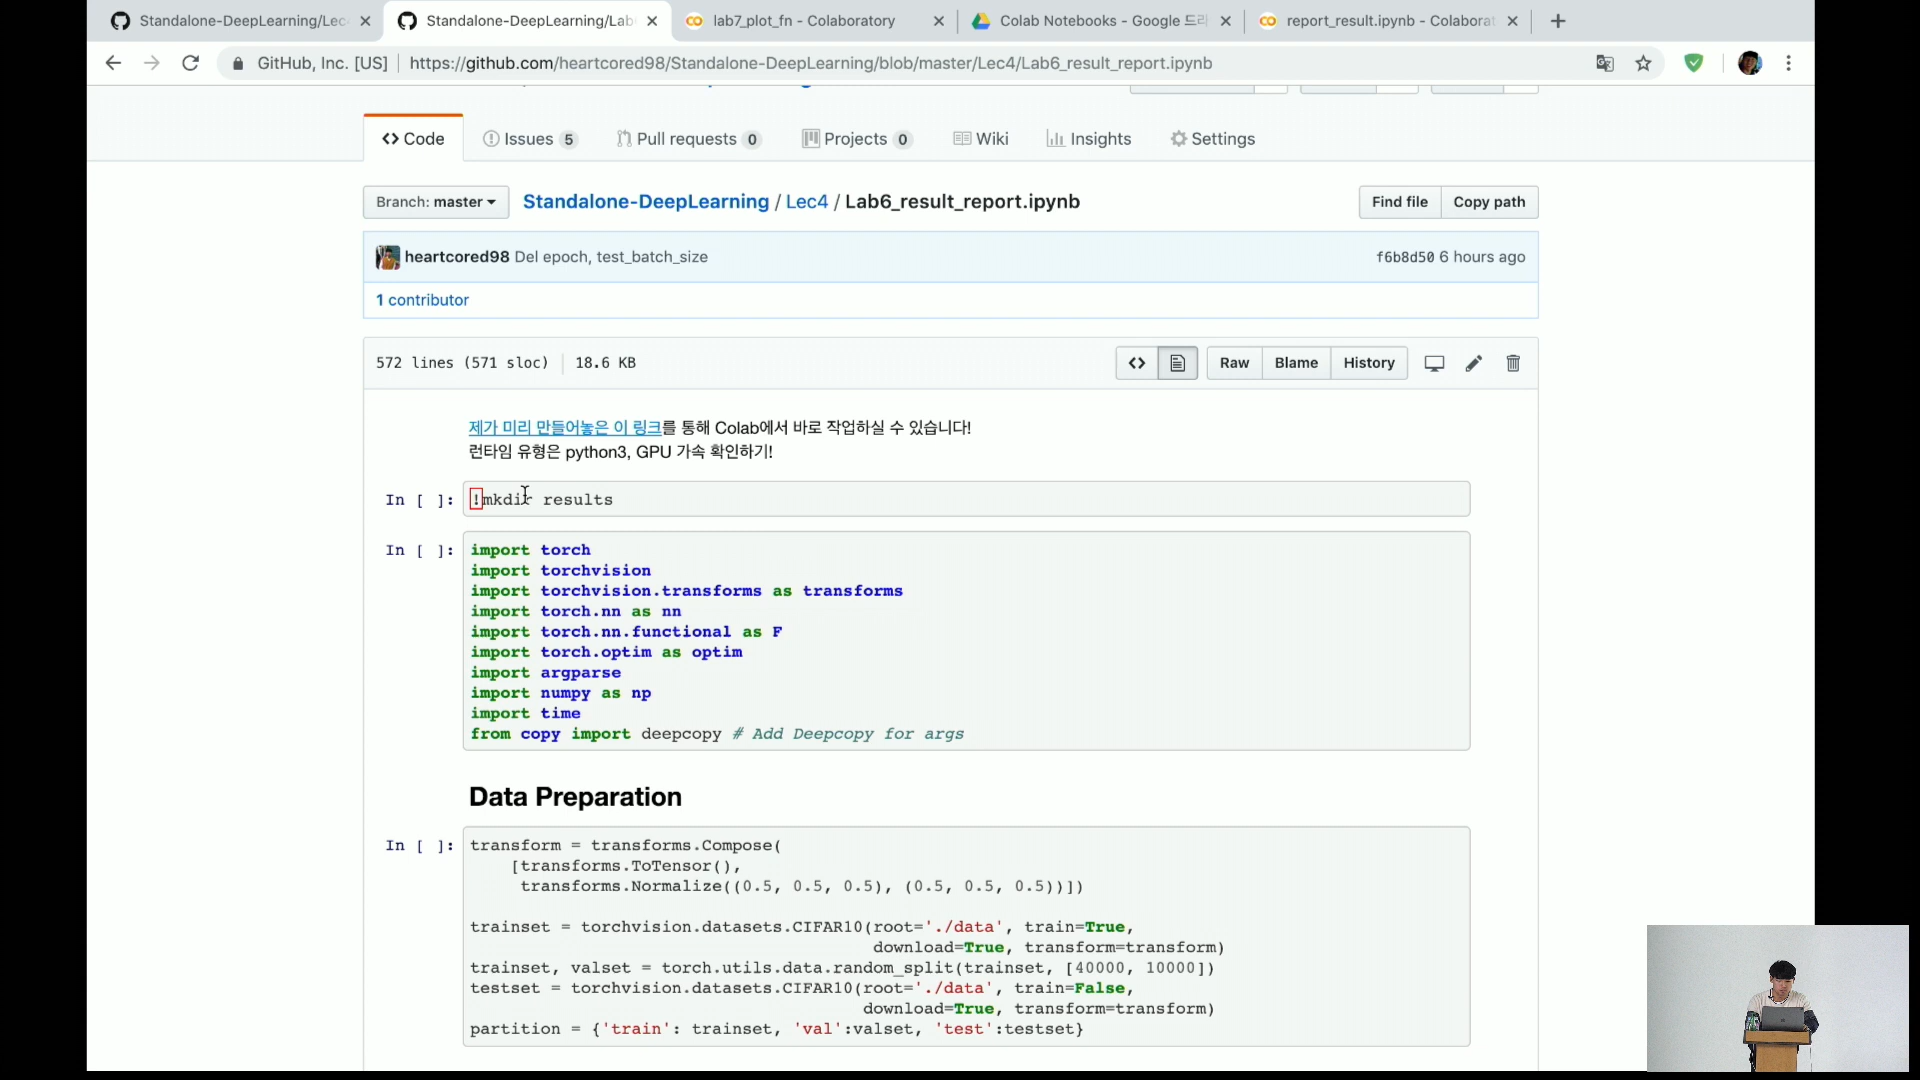 Standalone-DeepLearning/Lec
Standalone-DeepLearning/Lab
lab7_plot_fn - Colaboratory
Colab Notebooks - Google 드라
report_result.ipynb - Colaborat
GitHub, Inc. [US]
https://github.com/heartcored98/Standalone-DeepLearning/blob/master/Lec4/Lab6_result_report.ipynb
<> Code
Issues 5
Pull requests 0
Projects 0
Wiki
Insights
Settings
Branch: master
Standalone-DeepLearning / Lec4 / Lab6_result_report.ipynb
Find file
Copy path
heartcored98 Del epoch, test_batch_size
f6b8d50 6 hours ago
1 contributor
572 lines (571 sloc)
18.6 KB
<>
Raw
Blame
History
제가 미리 만들어놓은 이 링크를 통해 Colab에서 바로 작업하실 수 있습니다!
런타임 유형은 python3, GPU 가속 확인하기!
In [ ]: !mkdir results
In [ ]: import torch
import torchvision
import torchvision.transforms as transforms
import torch.nn as nn
import torch.nn.functional as F
import torch.optim as optim
import argparse
import numpy as np
import time
from copy import deepcopy # Add Deepcopy for args
Data Preparation
In [ ]: transform = transforms.Compose(
[transforms.ToTensor(),
transforms.Normalize((0.5, 0.5, 0.5), (0.5, 0.5, 0.5))])
trainset = torchvision.datasets.CIFAR10(root='./data', train=True,
download=True, transform=transform)
trainset, valset = torch.utils.data.random_split(trainset, [40000, 10000])
testset = torchvision.datasets.CIFAR10(root='./data', train=False,
download=True, transform=transform)
partition = {'train': trainset, 'val':valset, 'test':testset}